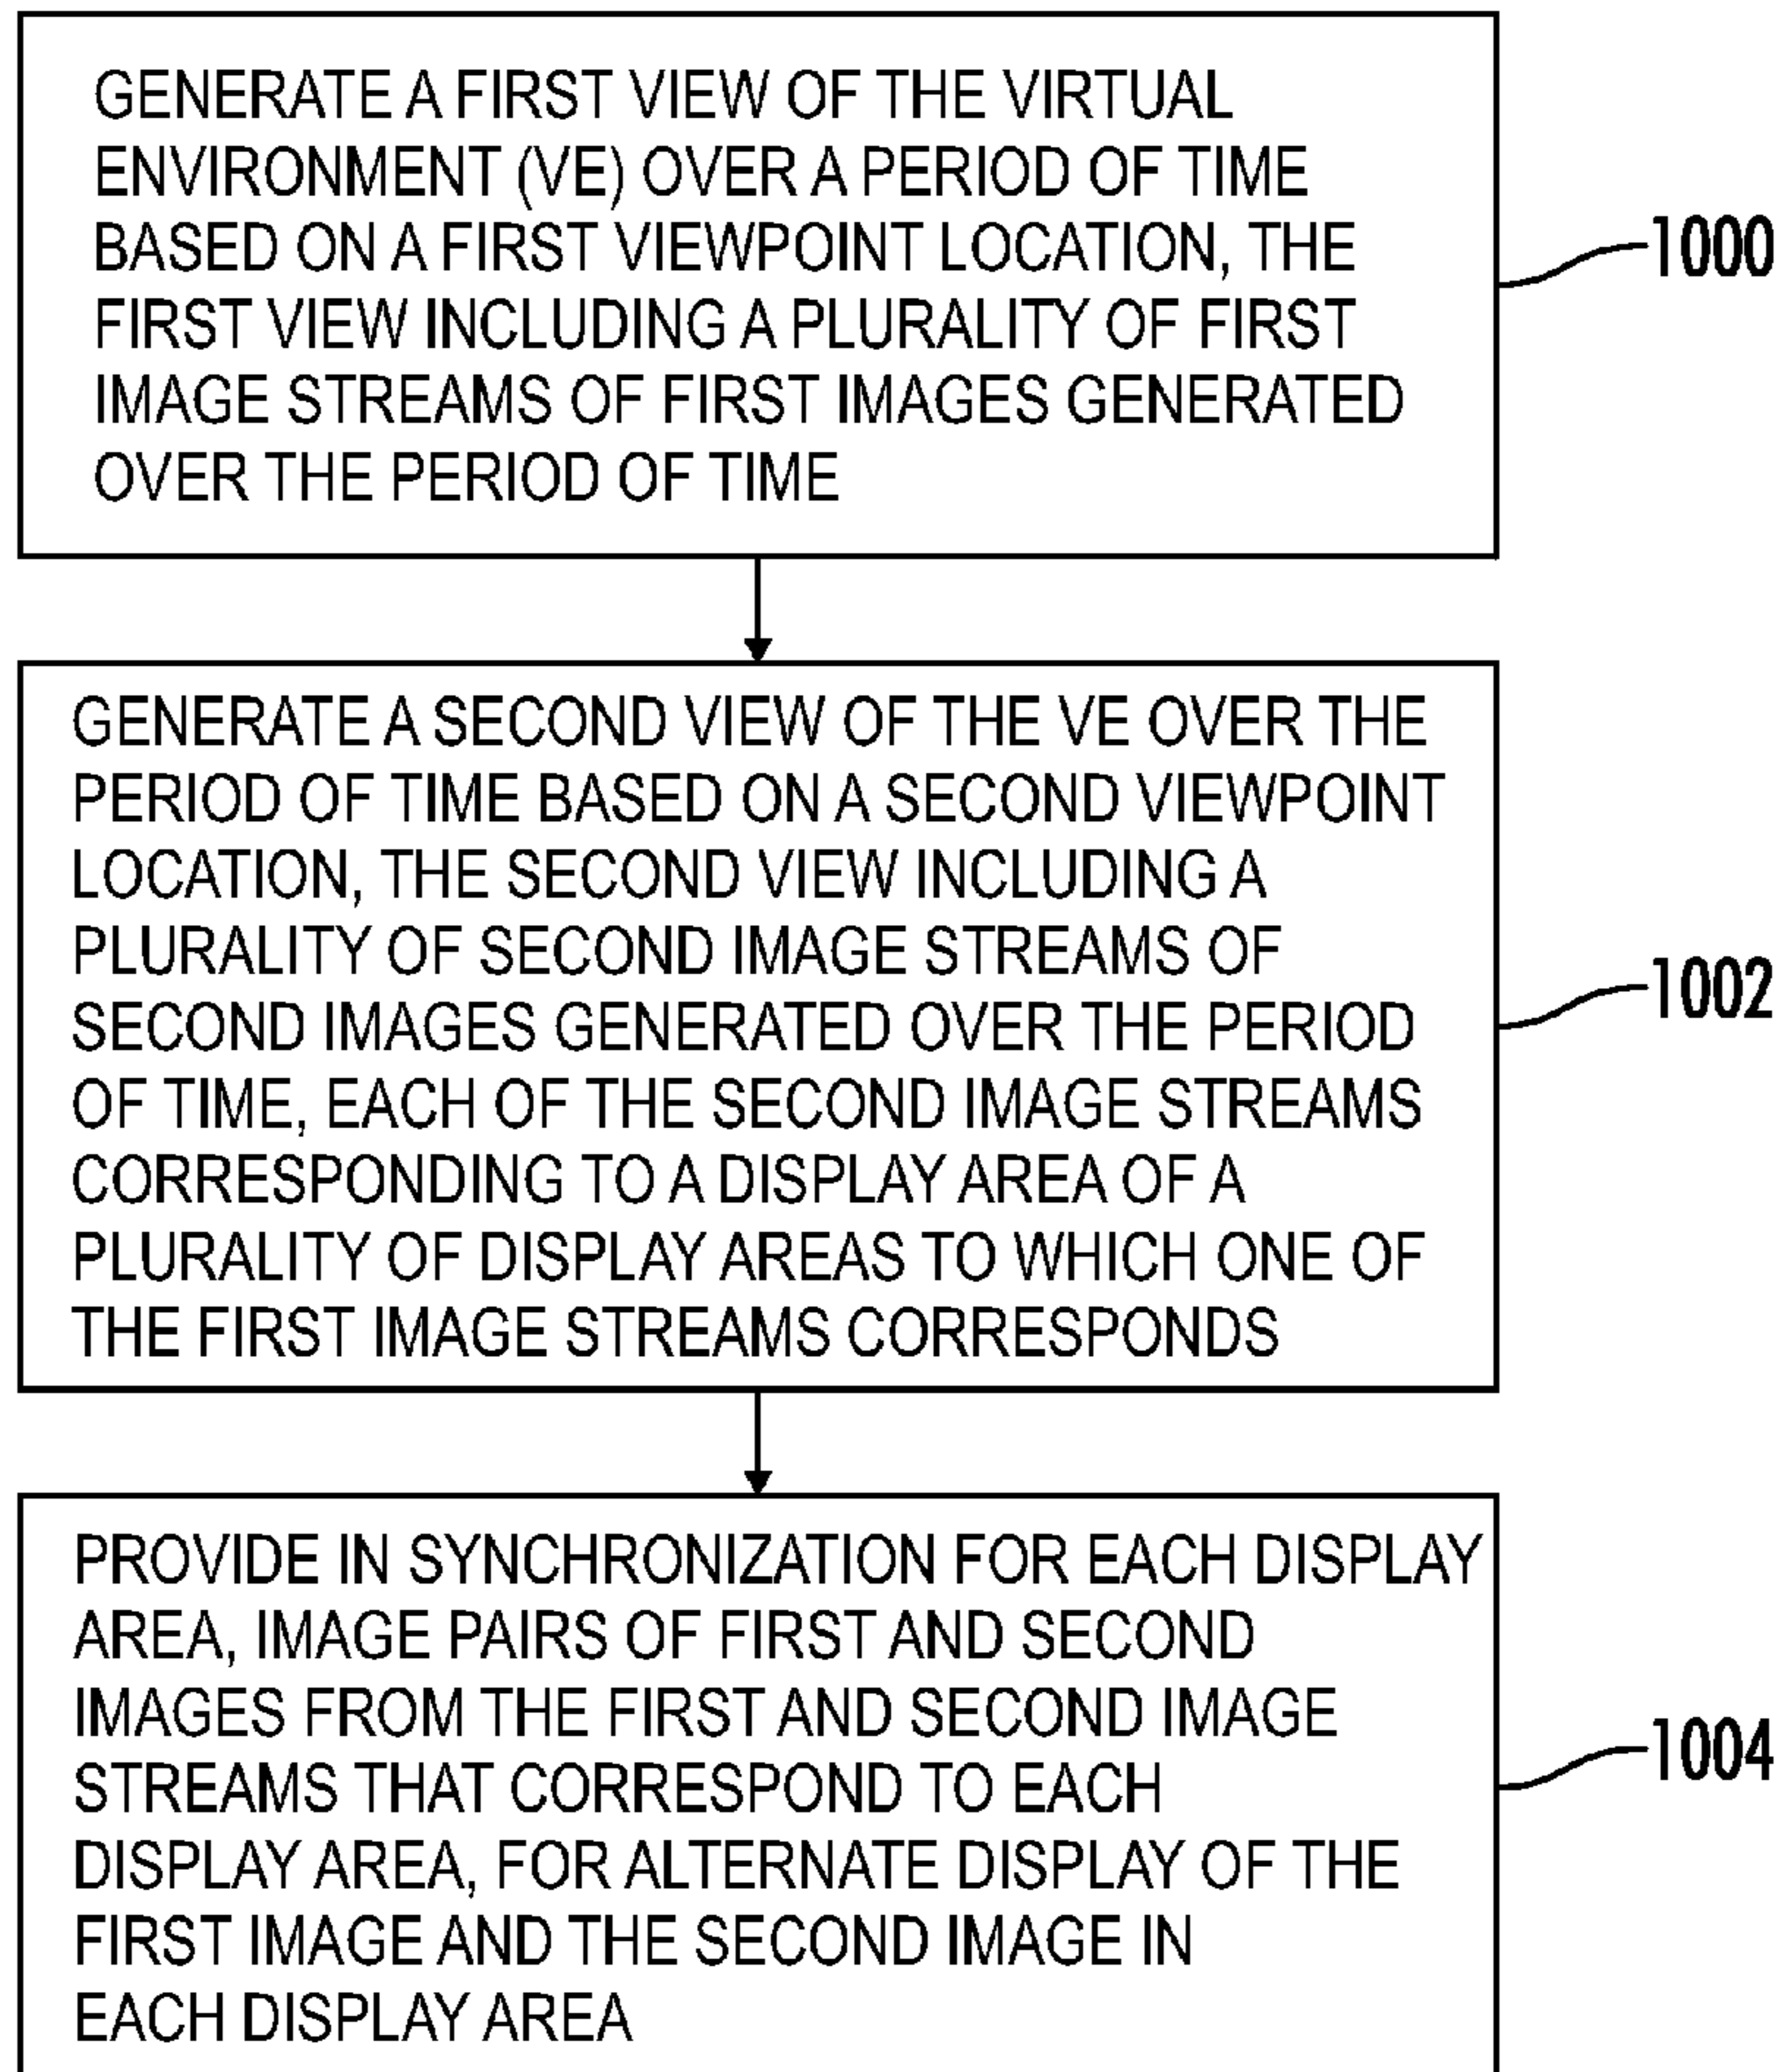 GENERATE A FIRST VIEW OF THE VIRTUAL
ENVIRONMENT (VE) OVER A PERIOD OF TIME
BASED ON A FIRST VIEWPOINT LOCATION, THE
FIRST VIEW INCLUDING A PLURALITY OF FIRST
IMAGE STREAMS OF FIRST IMAGES GENERATED
OVER THE PERIOD OF TIME
1000
GENERATE A SECOND VIEW OF THE VE OVER THE
PERIOD OF TIME BASED ON A SECOND VIEWPOINT
LOCATION, THE SECOND VIEW INCLUDING A
PLURALITY OF SECOND IMAGE STREAMS OF
SECOND IMAGES GENERATED OVER THE PERIOD
OF TIME, EACH OF THE SECOND IMAGE STREAMS
CORRESPONDING TO A DISPLAY AREA OF A
PLURALITY OF DISPLAY AREAS TO WHICH ONE OF
THE FIRST IMAGE STREAMS CORRESPONDS
1002
PROVIDE IN SYNCHRONIZATION FOR EACH DISPLAY
AREA, IMAGE PAIRS OF FIRST AND SECOND
IMAGES FROM THE FIRST AND SECOND IMAGE
STREAMS THAT CORRESPOND TO EACH
DISPLAY AREA, FOR ALTERNATE DISPLAY OF THE
FIRST IMAGE AND THE SECOND IMAGE IN
EACH DISPLAY AREA
1004